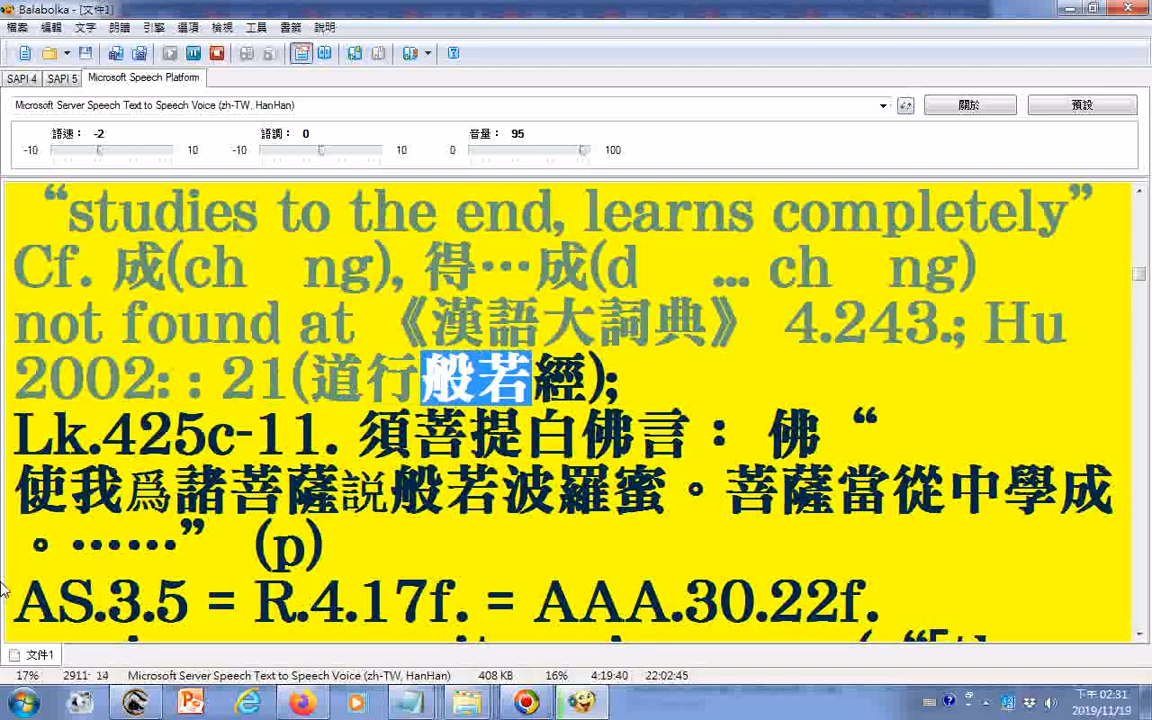 Balabolka - [文件1]
檔案 編輯 文字 朗讀 引擎 選項 檢視 工具 書籤 說明
SAPI 4 SAPI 5 Microsoft Speech Platform
Microsoft Server Speech Text to Speech Voice (zh-TW, HanHan) 關於 預設
語速： -2 語調： 0 音量： 95
-10 10 -10 10 0 100
“studies to the end, learns completely”
Cf. 成(ch ng), 得…成(d ... ch ng)
not found at 《漢語大詞典》 4.243.; Hu
2002: : 21(道行般若經);
Lk.425c-11. 須菩提白佛言： 佛“
使我爲諸菩薩説般若波羅蜜。菩薩當從中學成
。……” (p)
AS.3.5 = R.4.17f. = AAA.30.22f.
文件1
17% 2911: 14 Microsoft Server Speech Text to Speech Voice (zh-TW, HanHan) 408 KB 16% 4:19:40 22:02:45
下午 02:31
2019/11/19